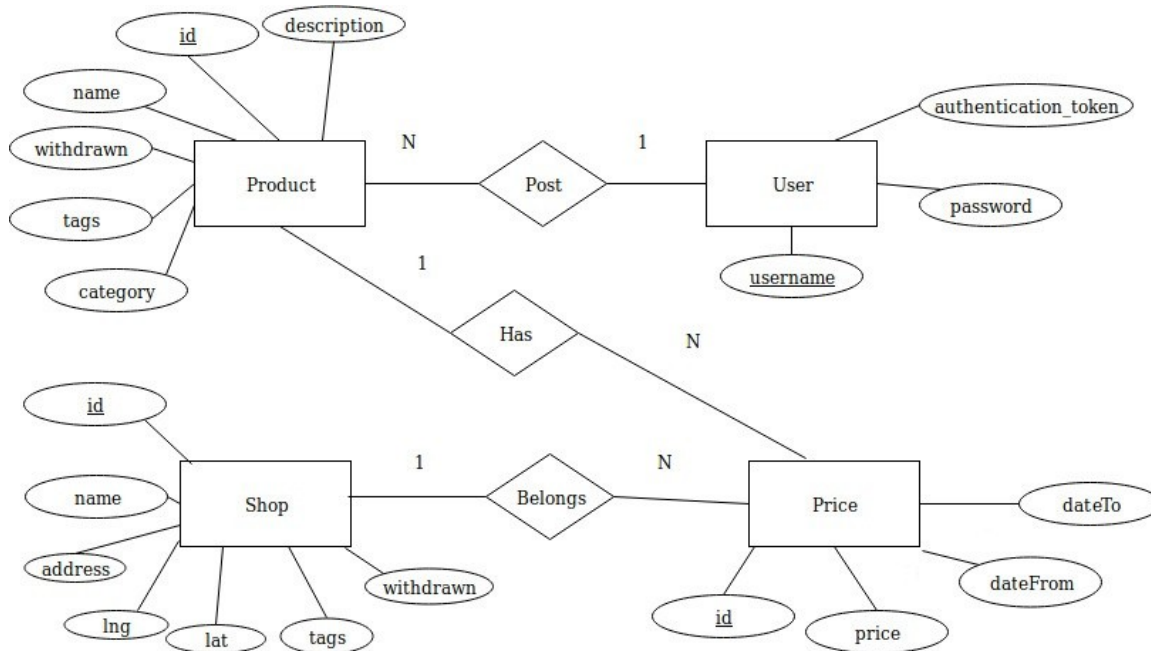 id
description
name
authentication_token
withdrawn
N
1
Product
Post
User
tags
password
category
username
1
Has
N
id
1
N
name
Shop
Belongs
Price
dateTo
address
withdrawn
dateFrom
lng
lat
tags
id
price